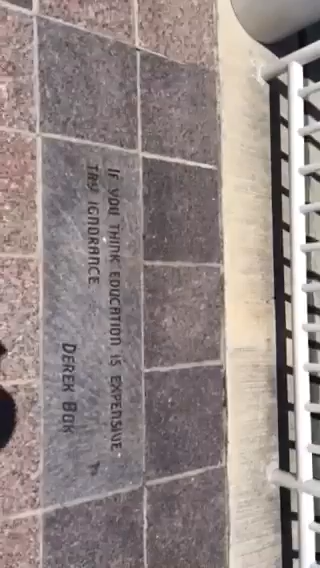 IF YOU THINK EDUCATION IS EXPENSIVE.
TRY IGNORANCE.
DEREK BOK